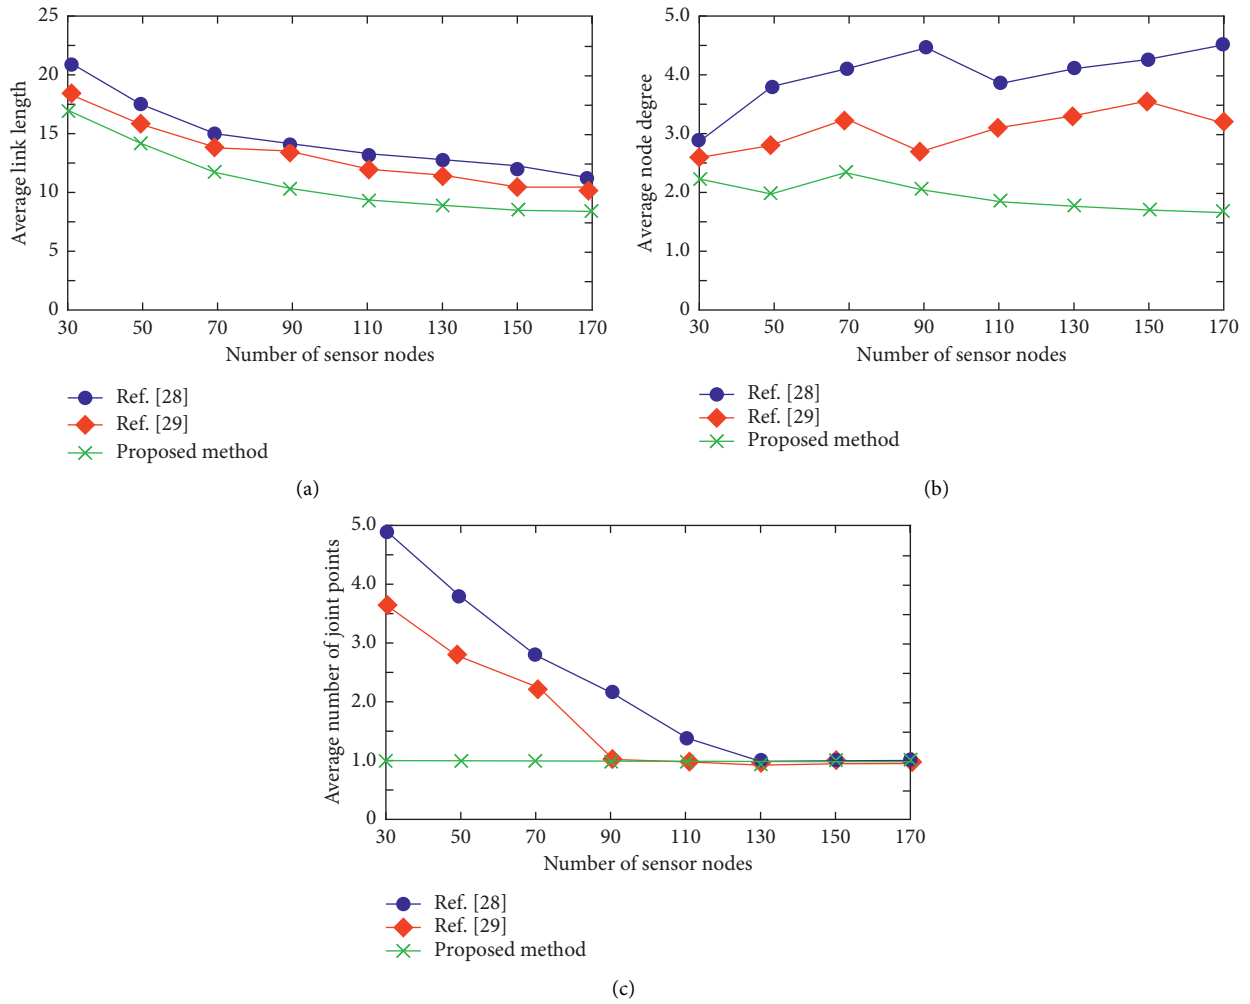 25
20
15
10
5
0
Average link length
30 50 70 90 110 130 150 170
Number of sensor nodes
Ref. [28]
Ref. [29]
Proposed method
(a)
5.0
4.0
3.0
2.0
1.0
0
Average node degree
30 50 70 90 110 130 150 170
Number of sensor nodes
Ref. [28]
Ref. [29]
Proposed method
(b)
5.0
4.0
3.0
2.0
1.0
0
Average number of joint points
30 50 70 90 110 130 150 170
Number of sensor nodes
Ref. [28]
Ref. [29]
Proposed method
(c)